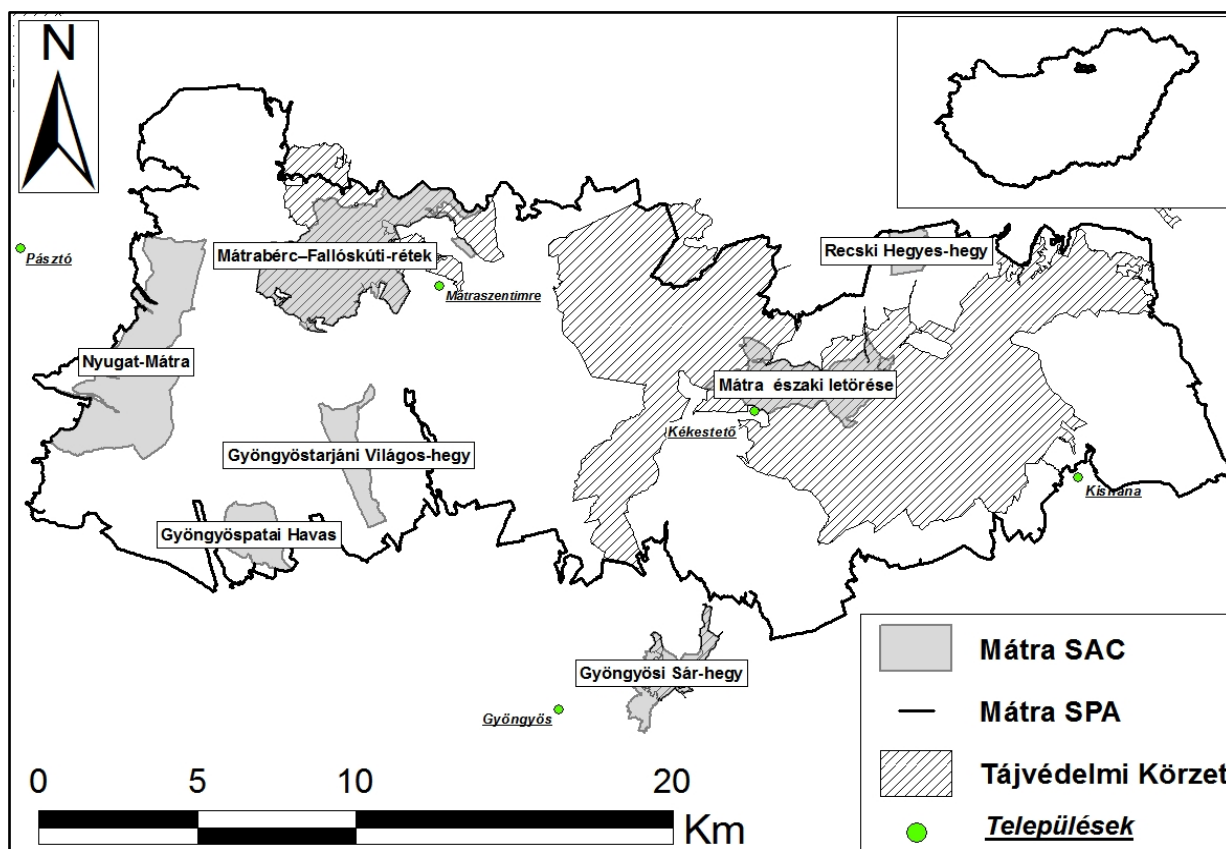 N
Pásztó
Mátrabérc–Fallóskúti-rétek
Recski Hegyes-hegy
Mátraszentimre
Nyugat-Mátra
Mátra északi letörése
Kékestető
Gyöngyöstarjáni Világos-hegy
Kisnána
Gyöngyöspatai Havas
Gyöngyösi Sár-hegy
Gyöngyös
Mátra SAC
Mátra SPA
Tájvédelmi Körzet
Települések
0 5 10 20
Km